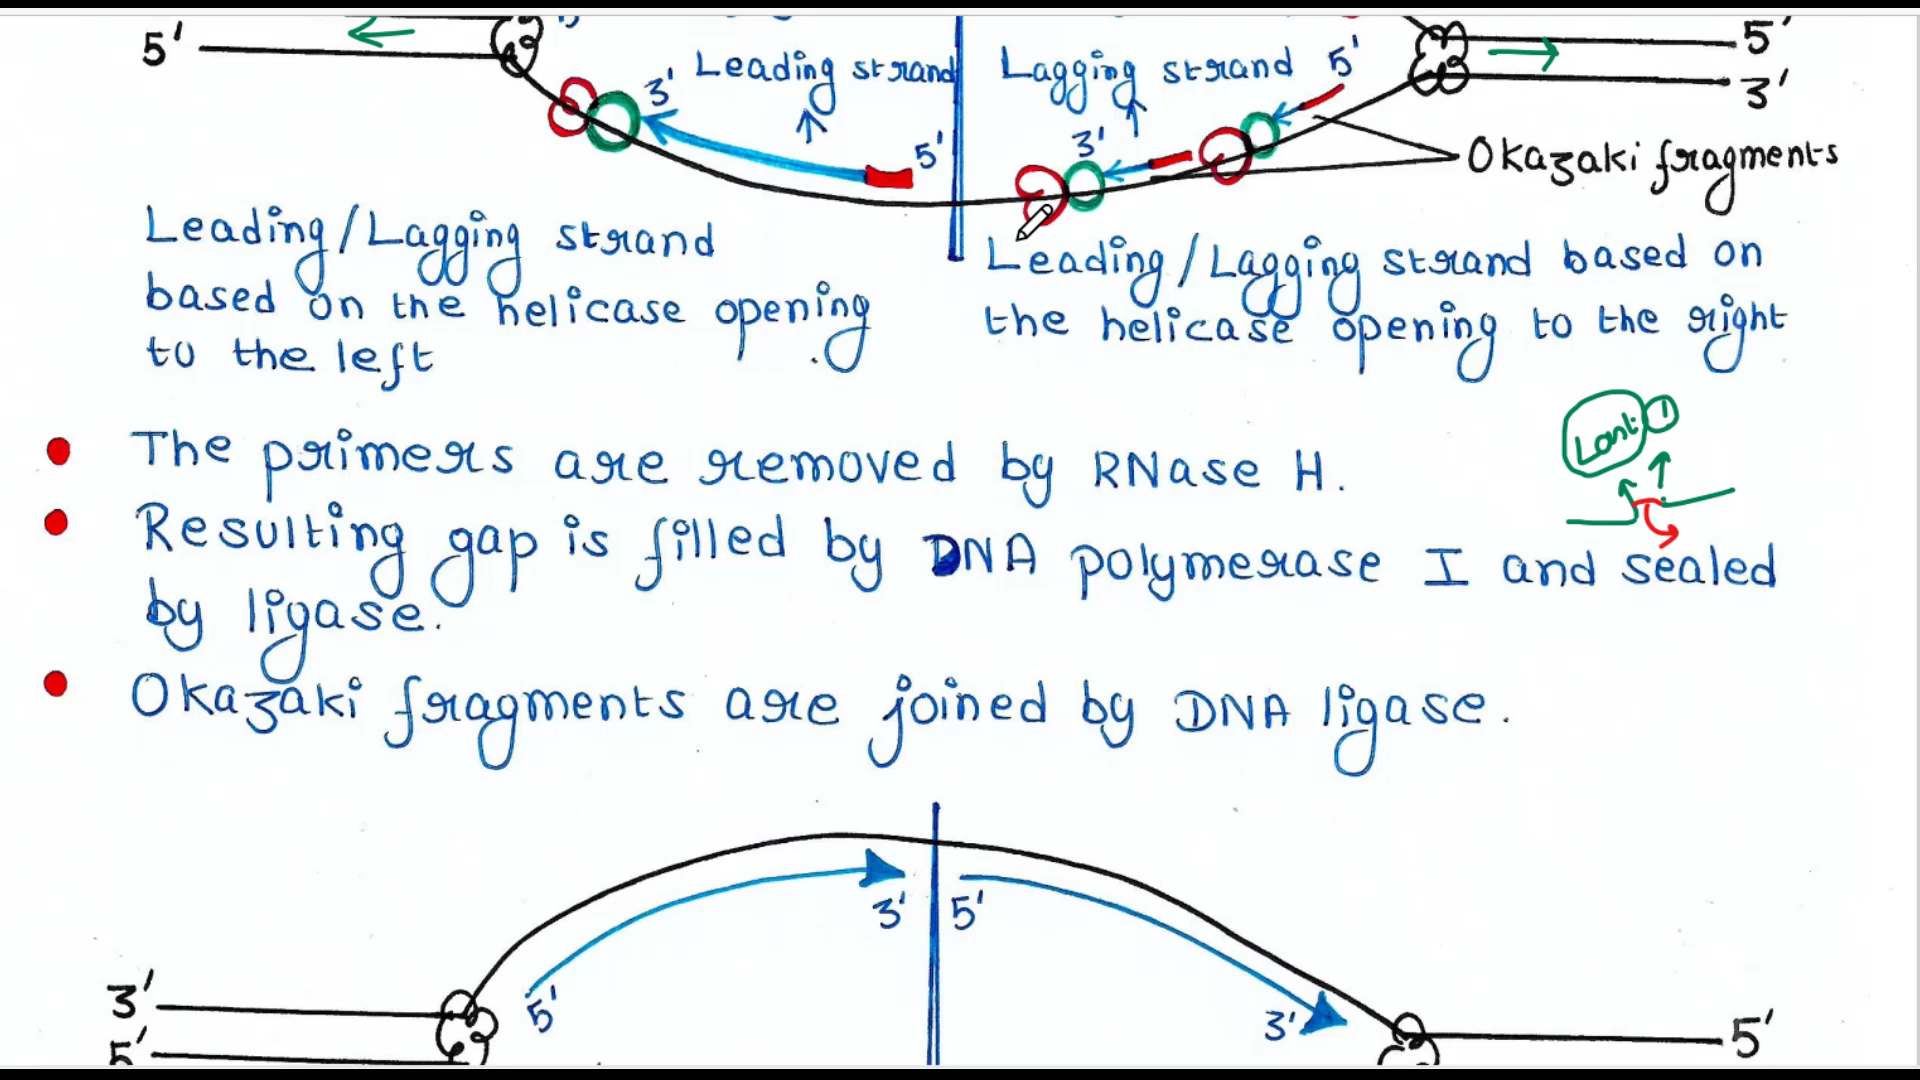 5' 5'
3' Leading strand Lagging strand 5' 3'
5' 3' Okazaki fragments
Leading/Lagging strand
based on the helicase opening
to the left
Leading/Lagging strand based on
the helicase opening to the right
Last 1
The primers are removed by RNase H.
Resulting gap is filled by DNA polymerase I and sealed
by ligase.
Okazaki fragments are joined by DNA ligase.
3' 5'
3' 5' 3' 5'
5'